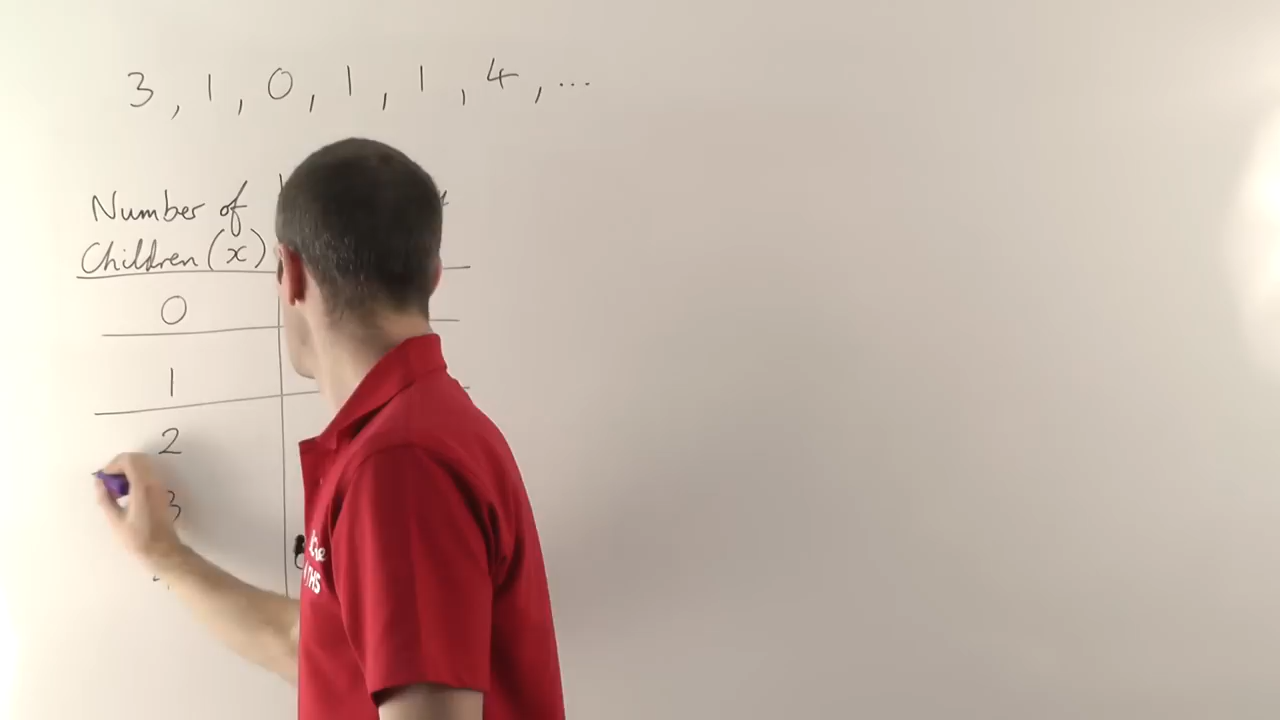 3, 1, 0, 1, 1, 4, ...
Number of
Children (x)
0
1
2
3